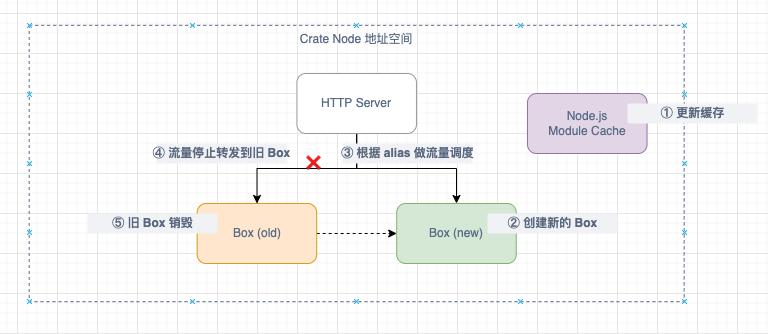 Crate Node 地址空间
HTTP Server
Node.js
Module Cache
① 更新缓存
④ 流量停止转发到旧 Box
③ 根据 alias 做流量调度
⑤ 旧 Box 销毁
Box (old)
Box (new)
② 创建新的 Box